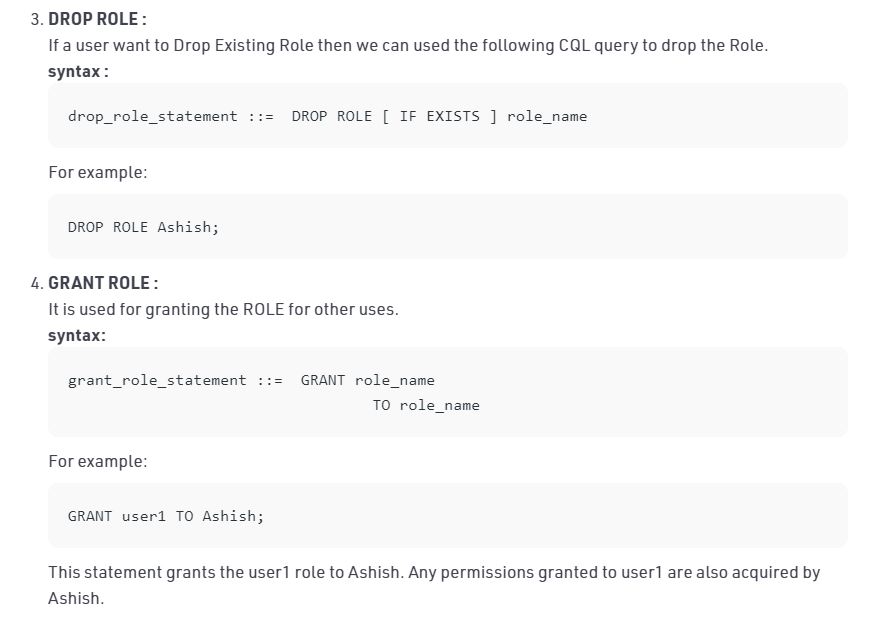 3. DROP ROLE :
If a user want to Drop Existing Role then we can used the following CQL query to drop the Role.
syntax :
drop_role_statement ::=  DROP ROLE [ IF EXISTS ] role_name
For example:
DROP ROLE Ashish;
4. GRANT ROLE :
It is used for granting the ROLE for other uses.
syntax:
grant_role_statement ::=  GRANT role_name
TO role_name
For example:
GRANT user1 TO Ashish;
This statement grants the user1 role to Ashish. Any permissions granted to user1 are also acquired by
Ashish.